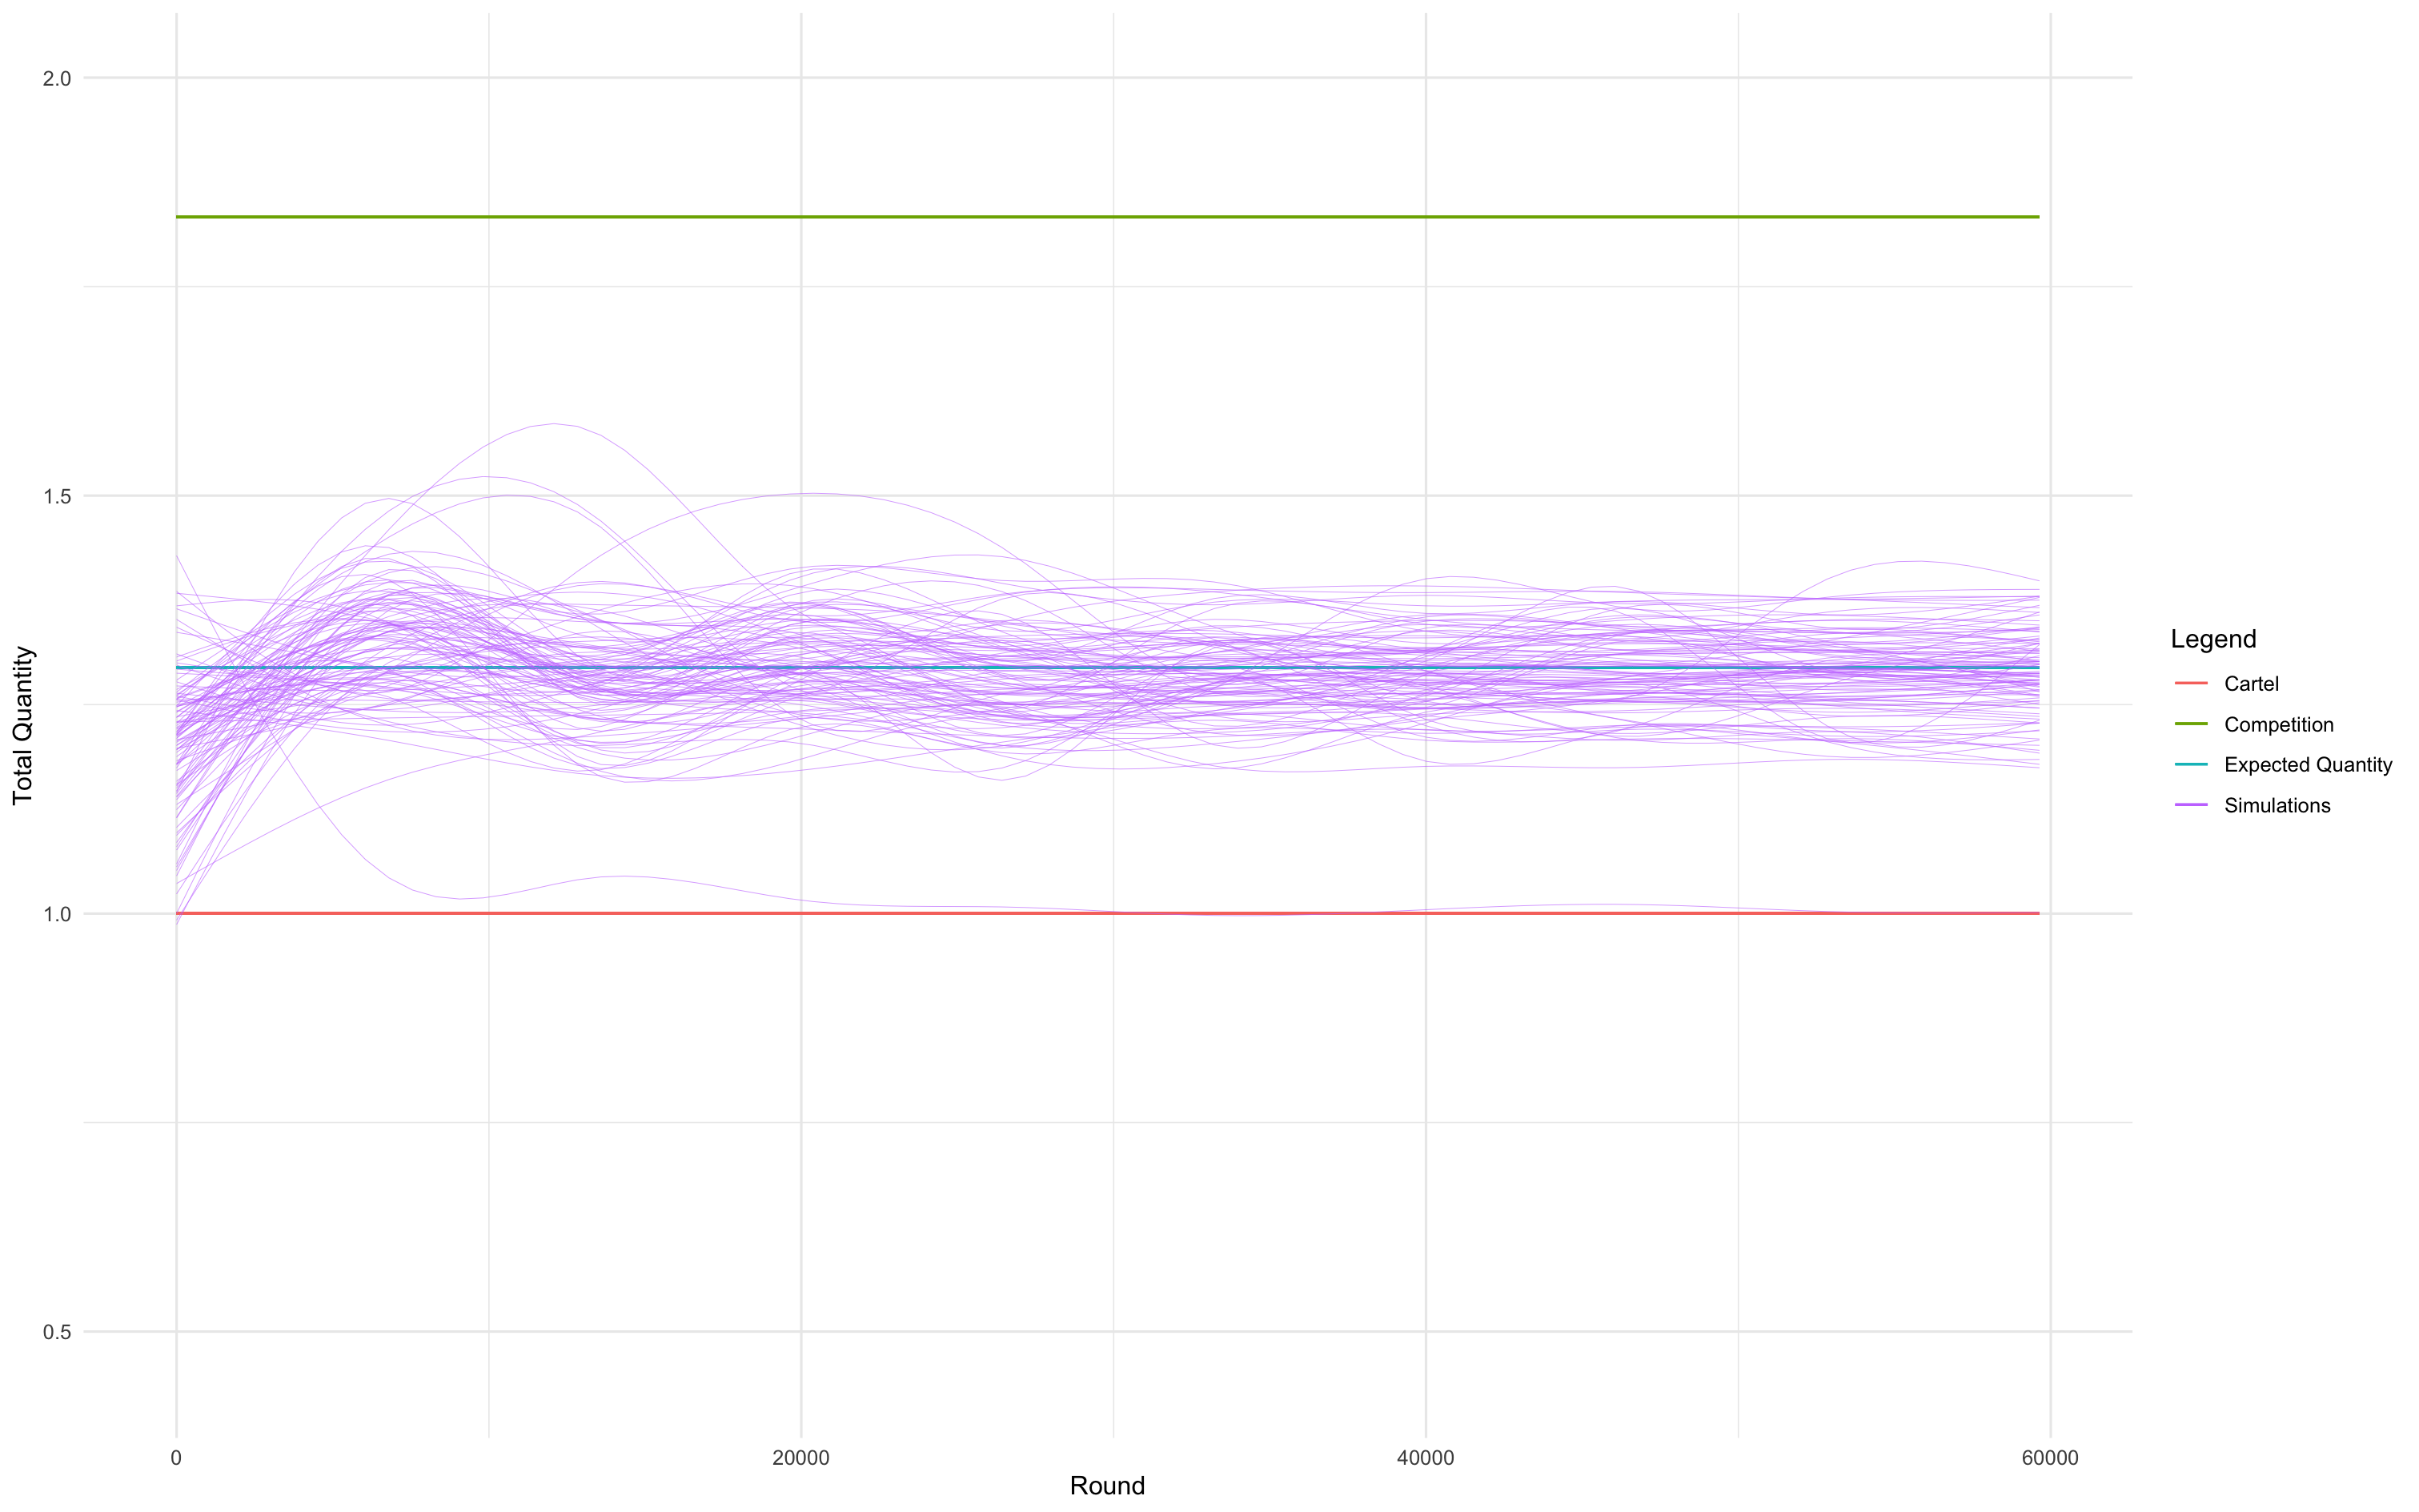 2.0
1.5
1.0
0.5
Total Quantity
0
20000
40000
60000
Round
Legend
Cartel
Competition
Expected Quantity
Simulations